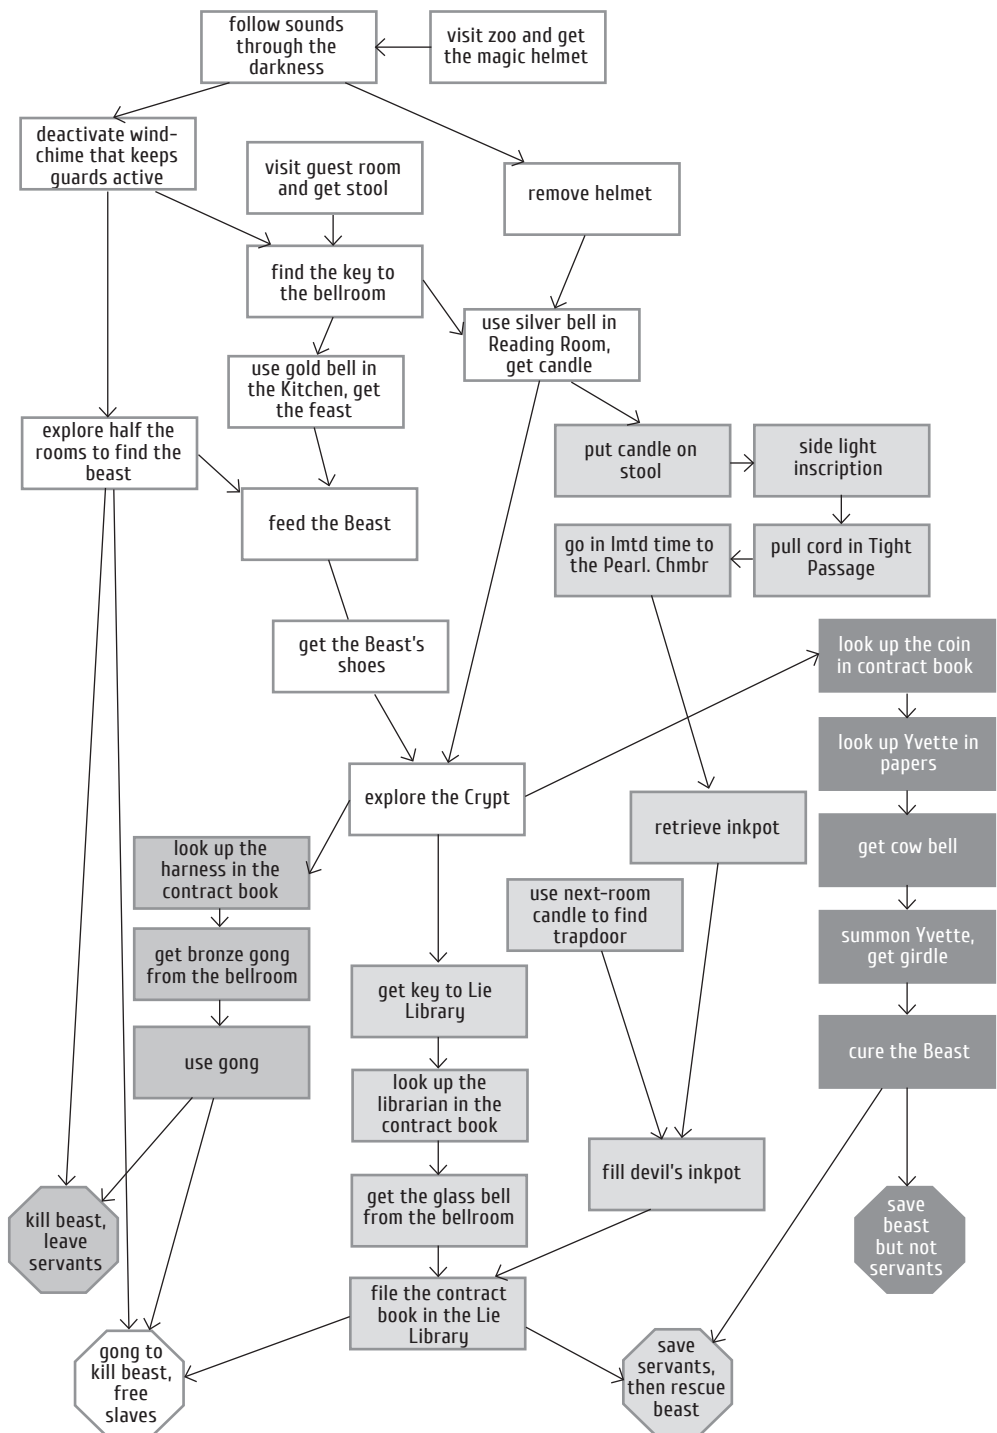 follow sounds
through the
darkness
visit zoo and get
the magic helmet
deactivate wind-
chime that keeps
guards active
visit guest room
and get stool
remove helmet
find the key to
the bellroom
use silver bell in
Reading Room,
get candle
use gold bell in
the Kitchen, get
the feast
explore half the
rooms to find the
beast
put candle on
stool
side light
inscription
feed the Beast
go in lmtd time to
the Pearl. Chmbr
pull cord in Tight
Passage
get the Beast's
shoes
look up the coin
in contract book
look up Yvette in
papers
explore the Crypt
retrieve inkpot
get cow bell
look up the
harness in the
contract book
use next-room
candle to find
trapdoor
summon Yvette,
get girdle
get bronze gong
from the bellroom
get key to Lie
Library
use gong
cure the Beast
look up the
librarian in the
contract book
fill devil's inkpot
get the glass bell
from the bellroom
kill beast,
leave
servants
save
beast
but not
servants
file the contract
book in the Lie
Library
gong to
kill beast,
free
slaves
save
servants,
then rescue
beast